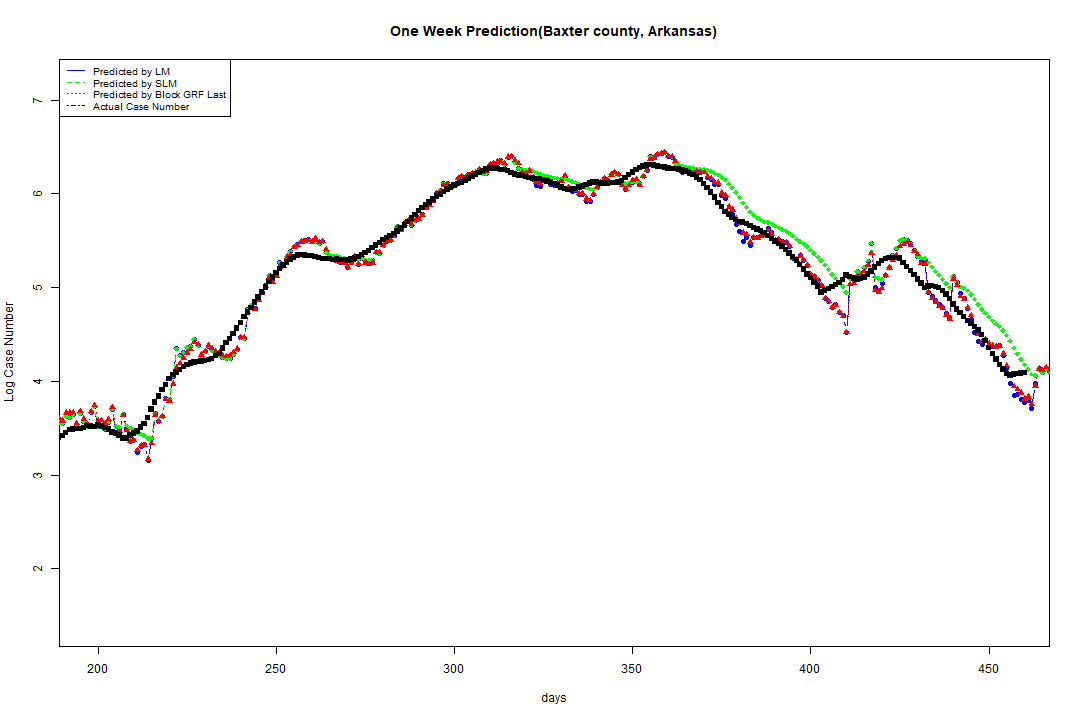 One Week Prediction(Baxter county, Arkansas)
Predicted by LM
Predicted by SLM
Predicted by Block GRF Last
Actual Case Number
7
6
5
4
3
2
Log Case Number
200 250 300 350 400 450
days